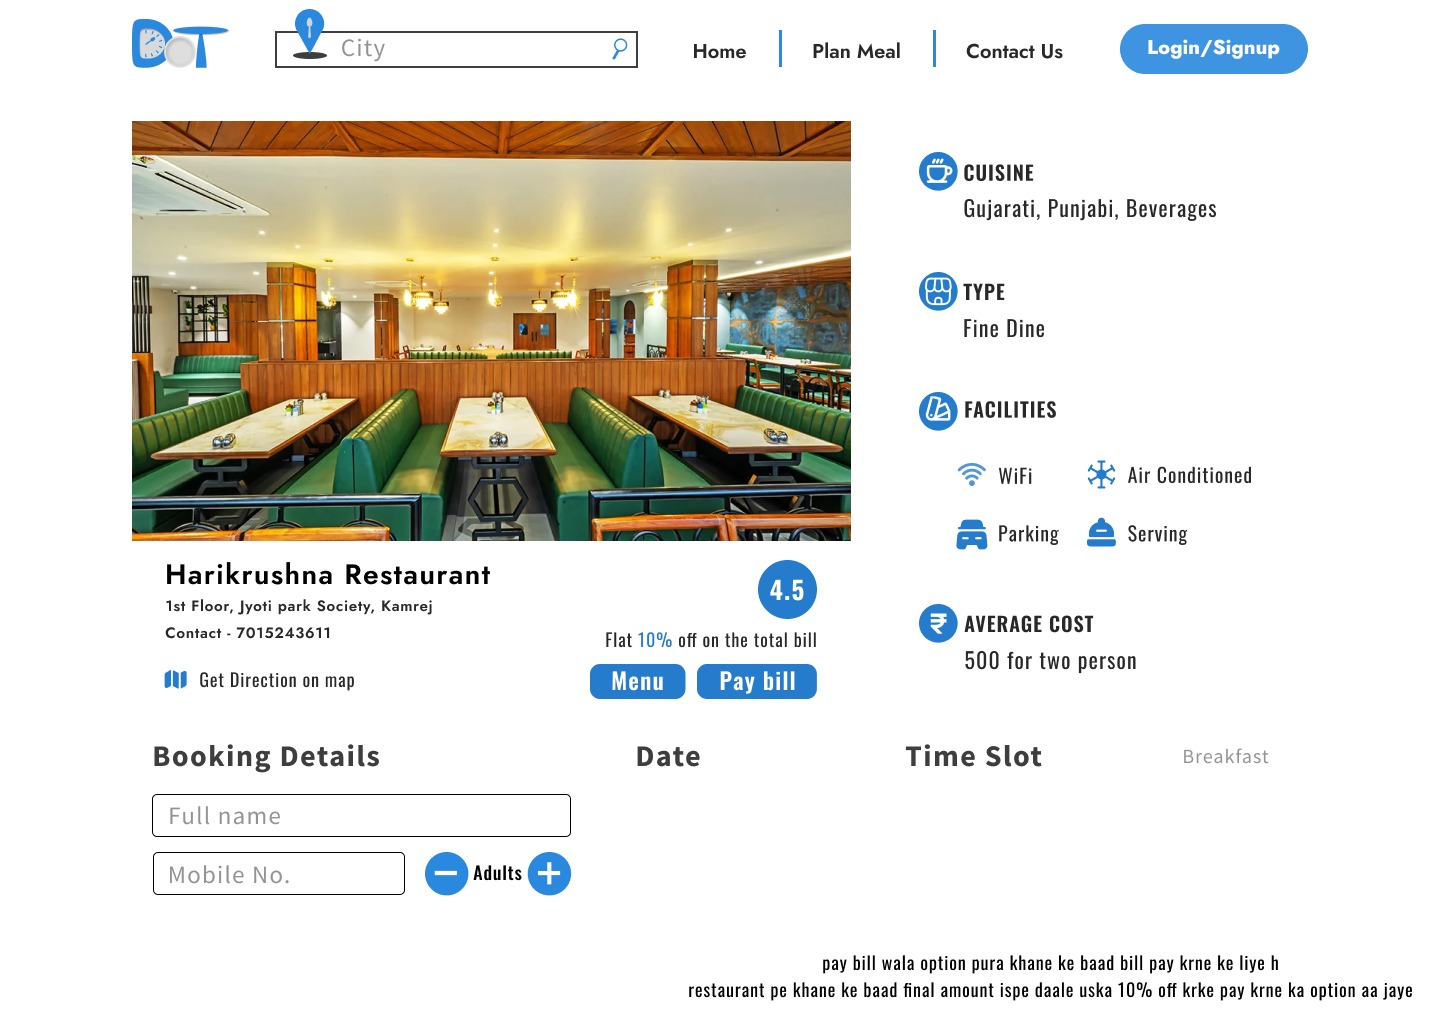 DOT
City
Home
Plan Meal
Contact Us
Login/Signup
CUISINE
Gujarati, Punjabi, Beverages
TYPE
Fine Dine
FACILITIES
WiFi
Air Conditioned
Parking
Serving
AVERAGE COST
500 for two person
Harikrushna Restaurant
1st Floor, Jyoti park Society, Kamrej
Contact - 7015243611
Get Direction on map
4.5
Flat 10% off on the total bill
Menu
Pay bill
Booking Details
Full name
Mobile No.
Adults
Date
Time Slot
Breakfast
pay bill wala option pura khane ke baad bill pay krne ke liye h
restaurant pe khane ke baad final amount ispe daale uska 10% off krke pay krne ka option aa jaye